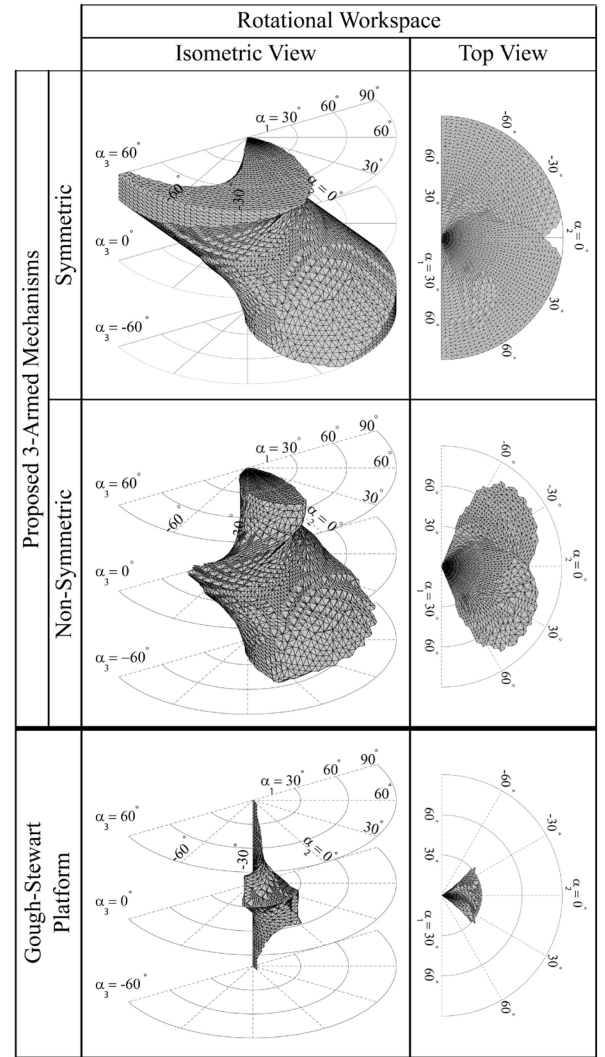 Rotational Workspace
Isometric View
Top View
Proposed 3-Armed Mechanisms
Symmetric
α₁ = 30°
60°
90°
60°
30°
α₂ = 0°
-30
-60°
α₃ 60°
α₃ 0°
α₃ -60°
-60°
-30°
α₂ = 0°
30°
60°
60°
30°
α₁ = 30°
60°
Non-Symmetric
α₁ = 30°
60°
90°
60°
30°
α₂ = 0°
-60°
α₃ 60°
α₃ 0°
α₃ = -60°
-60°
-30°
α₂ = 0°
30°
60°
60°
30°
α₁ = 30°
60°
Gough-Stewart
Platform
α₁ = 30°
60°
90°
60°
30°
α₂ = 0°
-30
-60°
α₃ 60°
α₃ 0°
α₃ -60°
-60°
-30°
α₂ = 0°
30°
60°
60°
30°
α₁ = 30°
60°